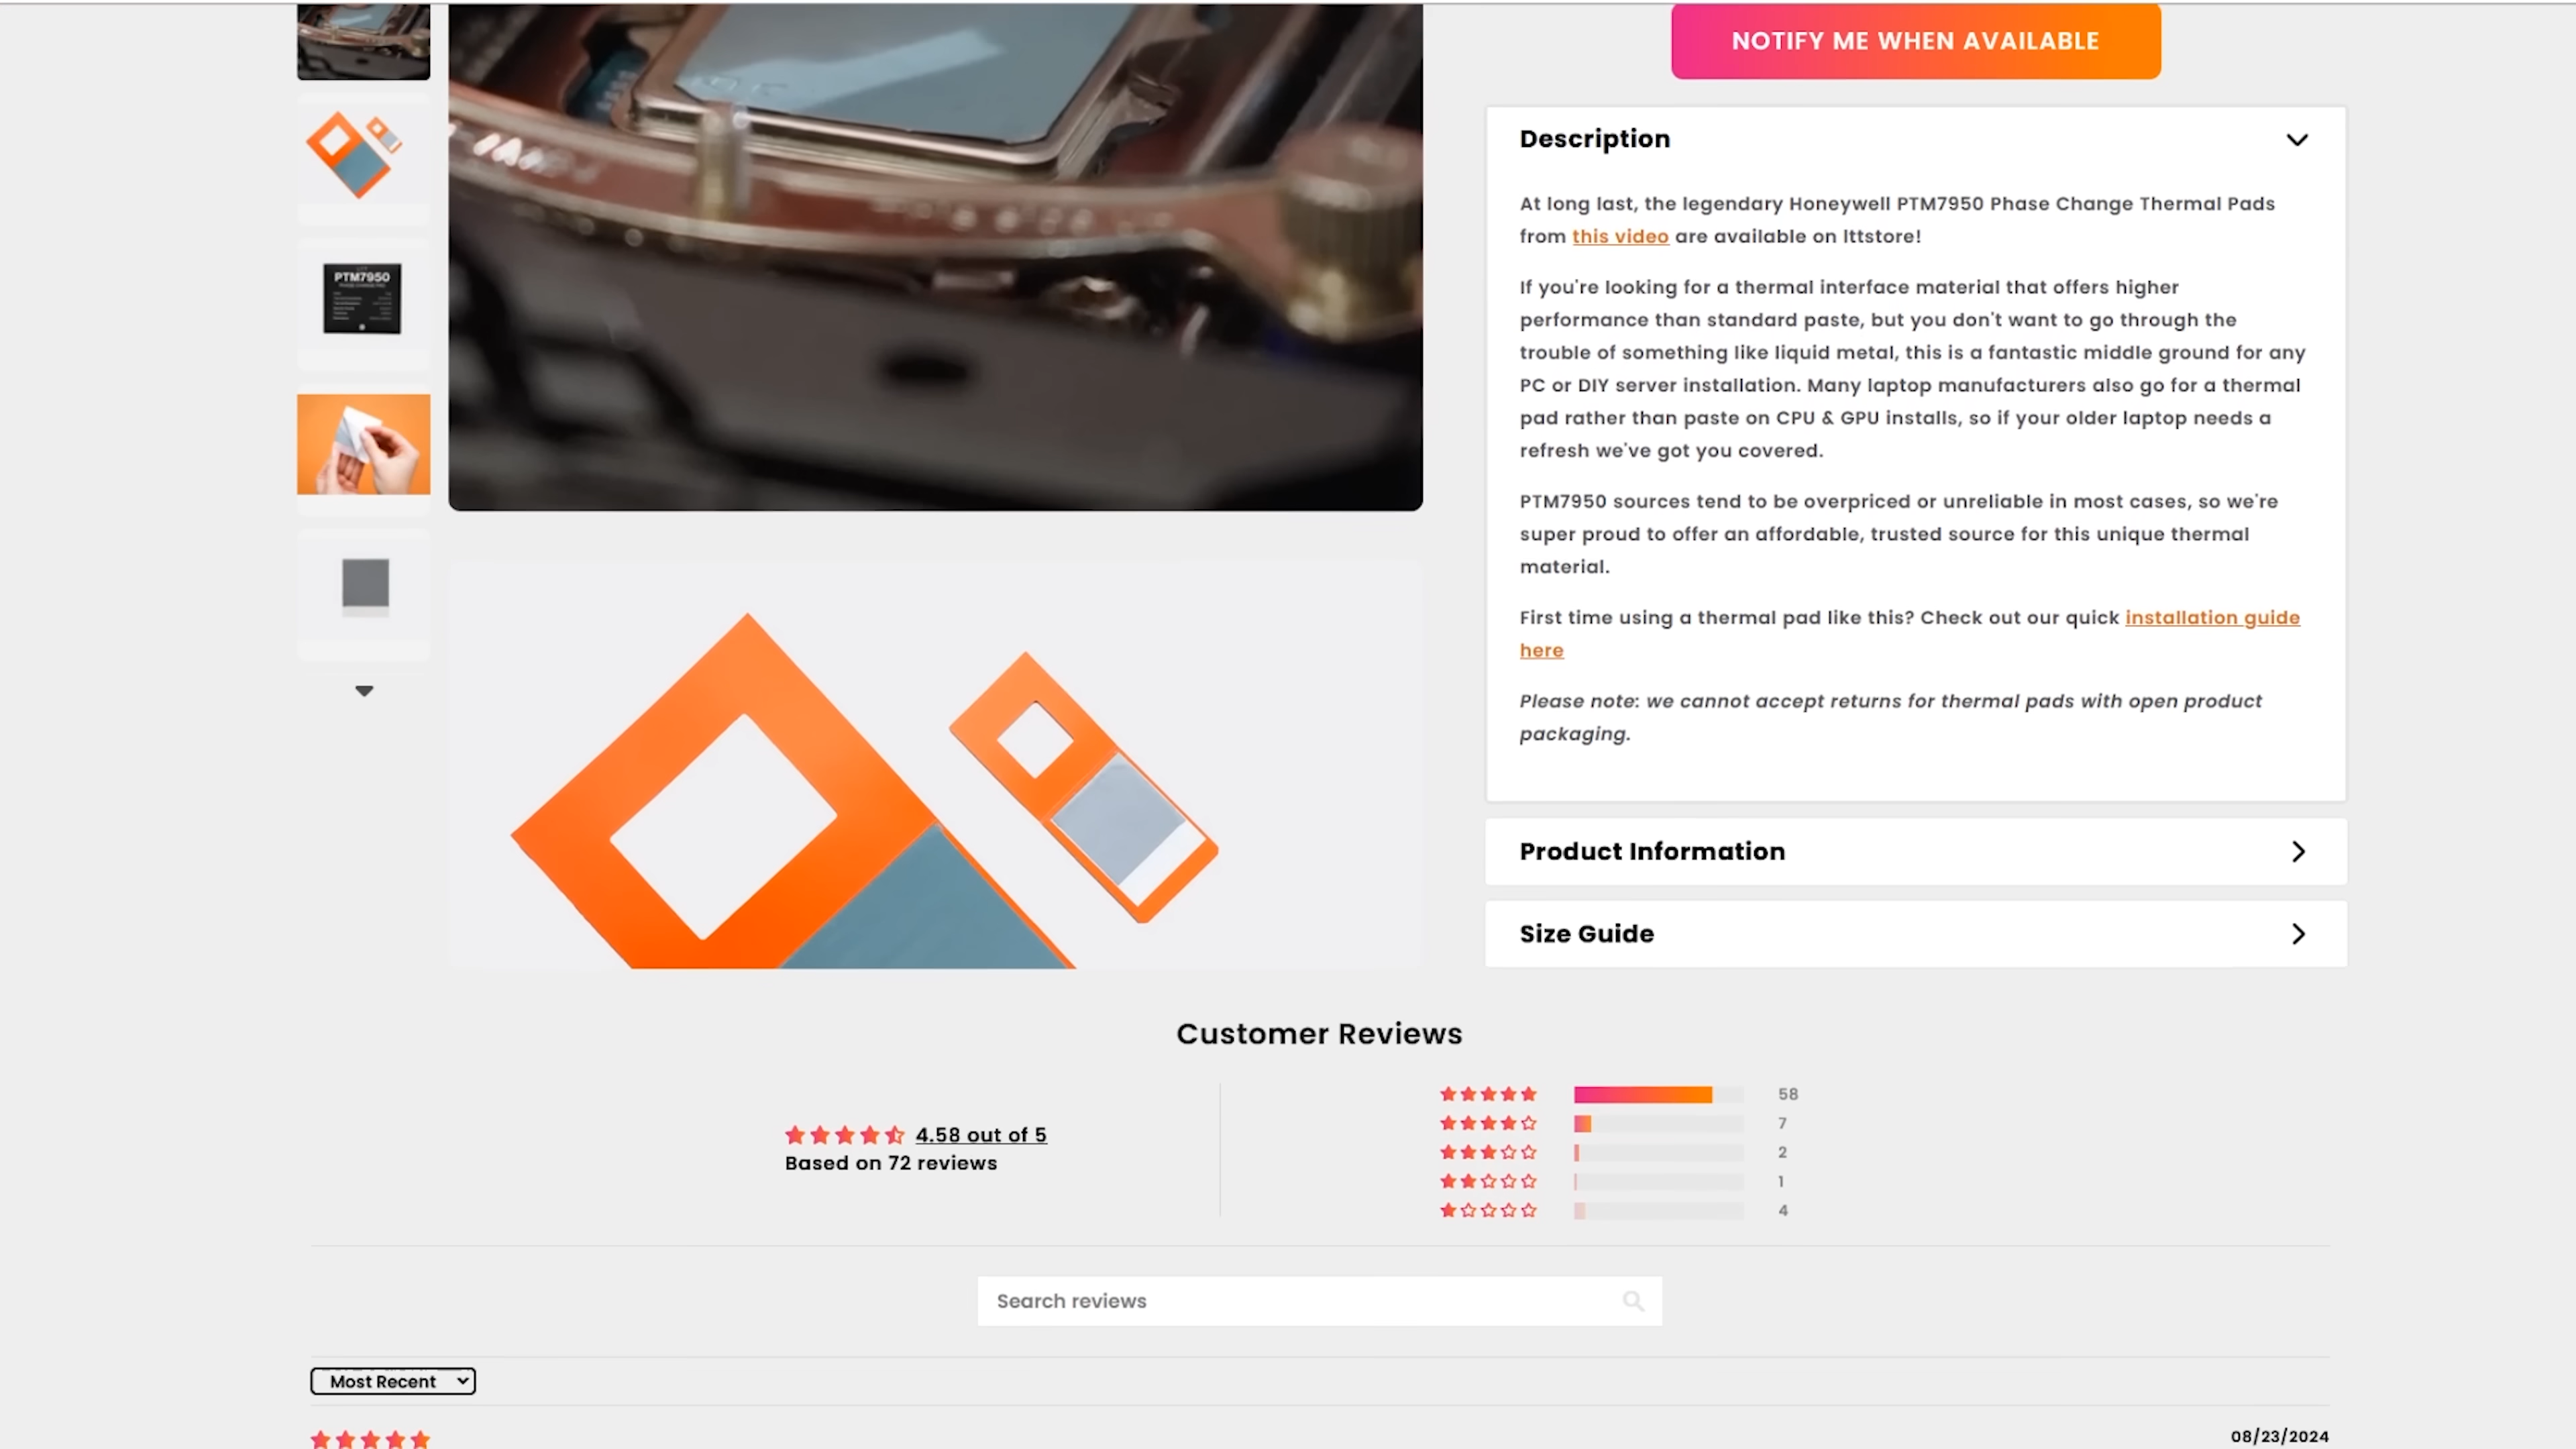 NOTIFY ME WHEN AVAILABLE
Description
At long last, the legendary Honeywell PTM7950 Phase Change Thermal Pads
from this video are available on lttstore!
If you're looking for a thermal interface material that offers higher
performance than standard paste, but you don't want to go through the
trouble of something like liquid metal, this is a fantastic middle ground for any
PC or DIY server installation. Many laptop manufacturers also go for a thermal
pad rather than paste on CPU & GPU installs, so if your older laptop needs a
refresh we've got you covered.
PTM7950 sources tend to be overpriced or unreliable in most cases, so we're
super proud to offer an affordable, trusted source for this unique thermal
material.
First time using a thermal pad like this? Check out our quick installation guide
here
Please note: we cannot accept returns for thermal pads with open product
packaging.
Product Information
Size Guide
PTM7950
Customer Reviews
4.58 out of 5
Based on 72 reviews
58
7
2
1
4
Search reviews
Most Recent
08/23/2024